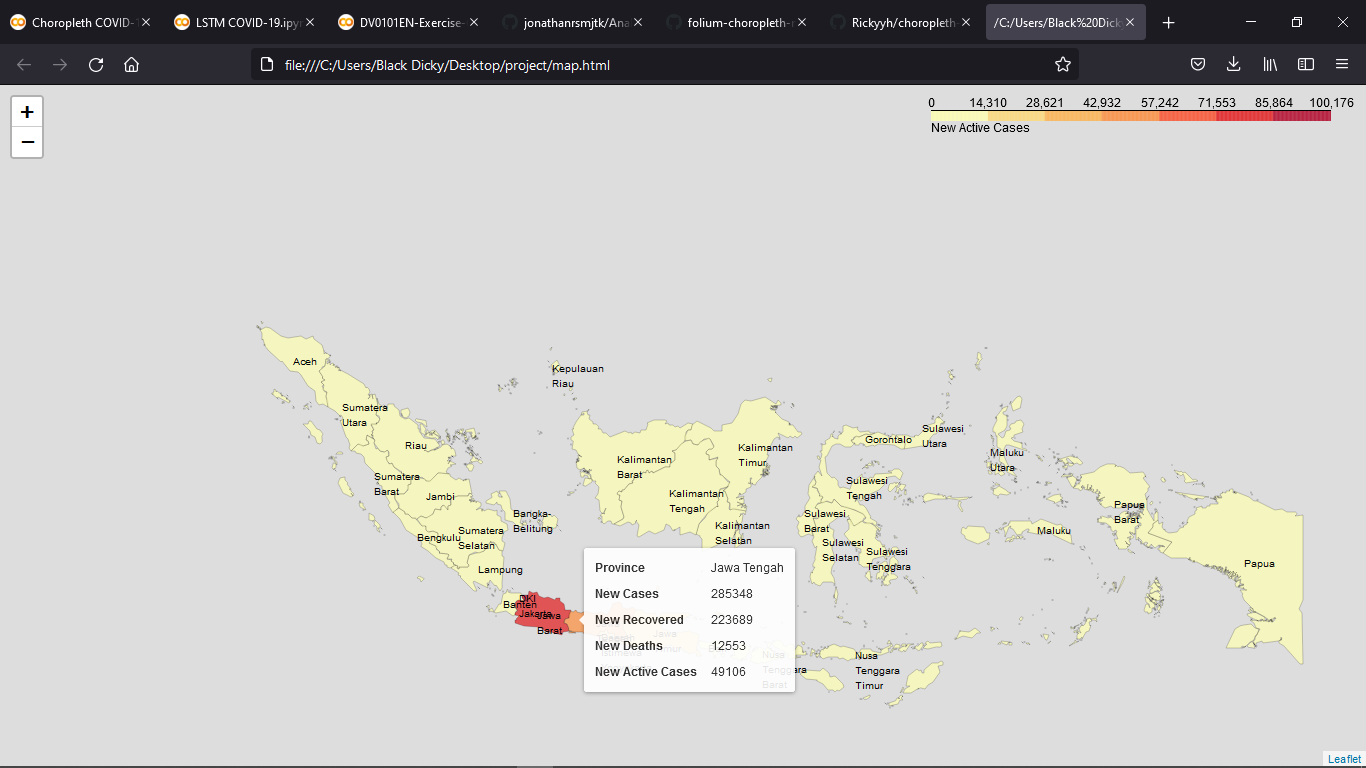 Choropleth COVID-1
LSTM COVID-19.ipyn
DV0101EN-Exercise-
jonathanrsmjtk/Ana
folium-choropleth-
Rickyyh/choropleth-
/C:/Users/Black%20Dick
file:///C:/Users/Black Dicky/Desktop/project/map.html
+
−
0 14,310 28,621 42,932 57,242 71,553 85,864 100,176
New Active Cases
Aceh
Kepulauan
Riau
Sumatera
Utara
Riau
Sumatera
Barat
Jambi
Bangka-
Belitung
Bengkulu
Sumatera
Selatan
Lampung
Kalimantan
Barat
Kalimantan
Timur
Kalimantan
Tengah
Kalimantan
Selatan
Gorontalo
Sulawesi
Utara
Sulawesi
Tengah
Sulawesi
Barat
Sulawesi
Selatan
Sulawesi
Tenggara
Maluku
Utara
Maluku
Papua
Barat
Papua
Banten
DKI
Jakarta
Jawa
Barat
Province Jawa Tengah
New Cases 285348
New Recovered 223689
New Deaths 12553
New Active Cases 49106
Jawa
Timur
Nusa
Tenggara
Barat
Nusa
Tenggara
Timur
Leaflet